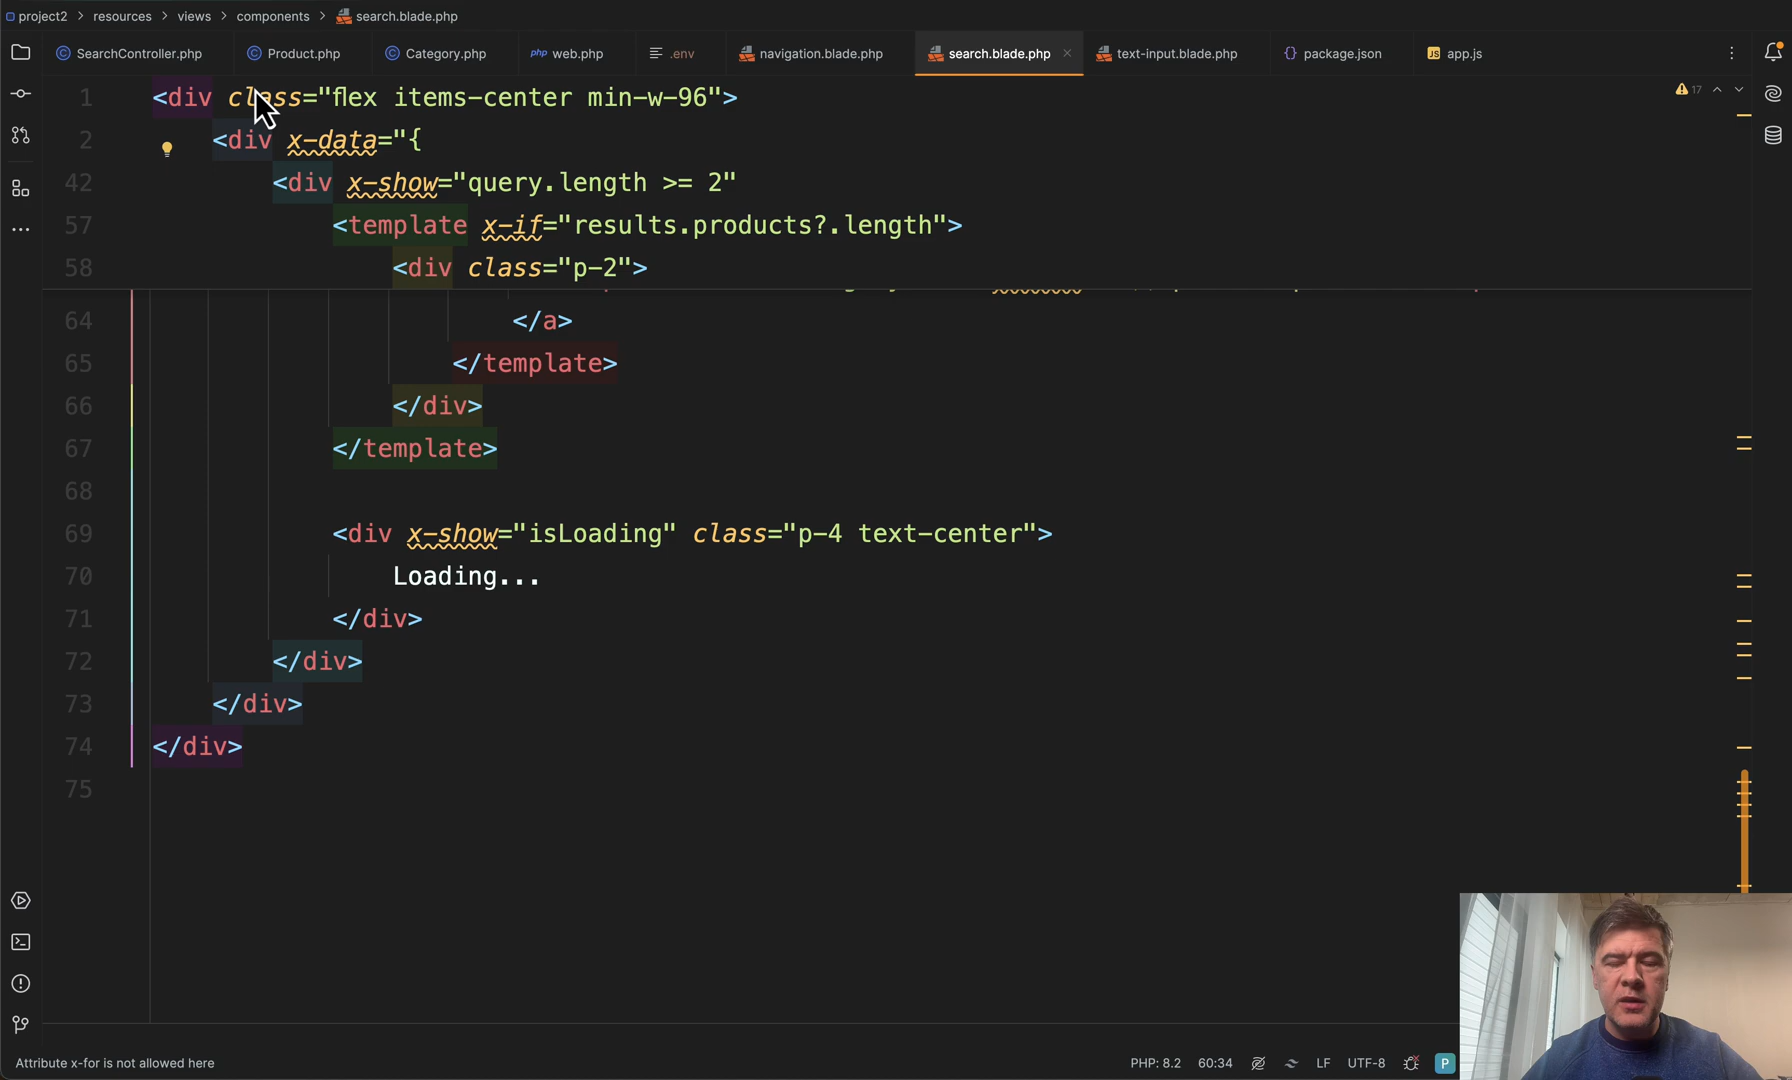 project2 > resources > views > components > search.blade.php
SearchController.php Product.php Category.php php web.php .env navigation.blade.php search.blade.php × text-input.blade.php {} package.json JS app.js
1 <div class="flex items-center min-w-96">
17
2 <div x-data="{
42 <div x-show="query.length >= 2"
57 <template x-if="results.products?.length">
58 <div class="p-2">
64 </a>
65 </template>
66 </div>
67 </template>
68
69 <div x-show="isLoading" class="p-4 text-center">
70 Loading...
71 </div>
72 </div>
73 </div>
74 </div>
75
Attribute x-for is not allowed here PHP: 8.2 60:34 LF UTF-8 P